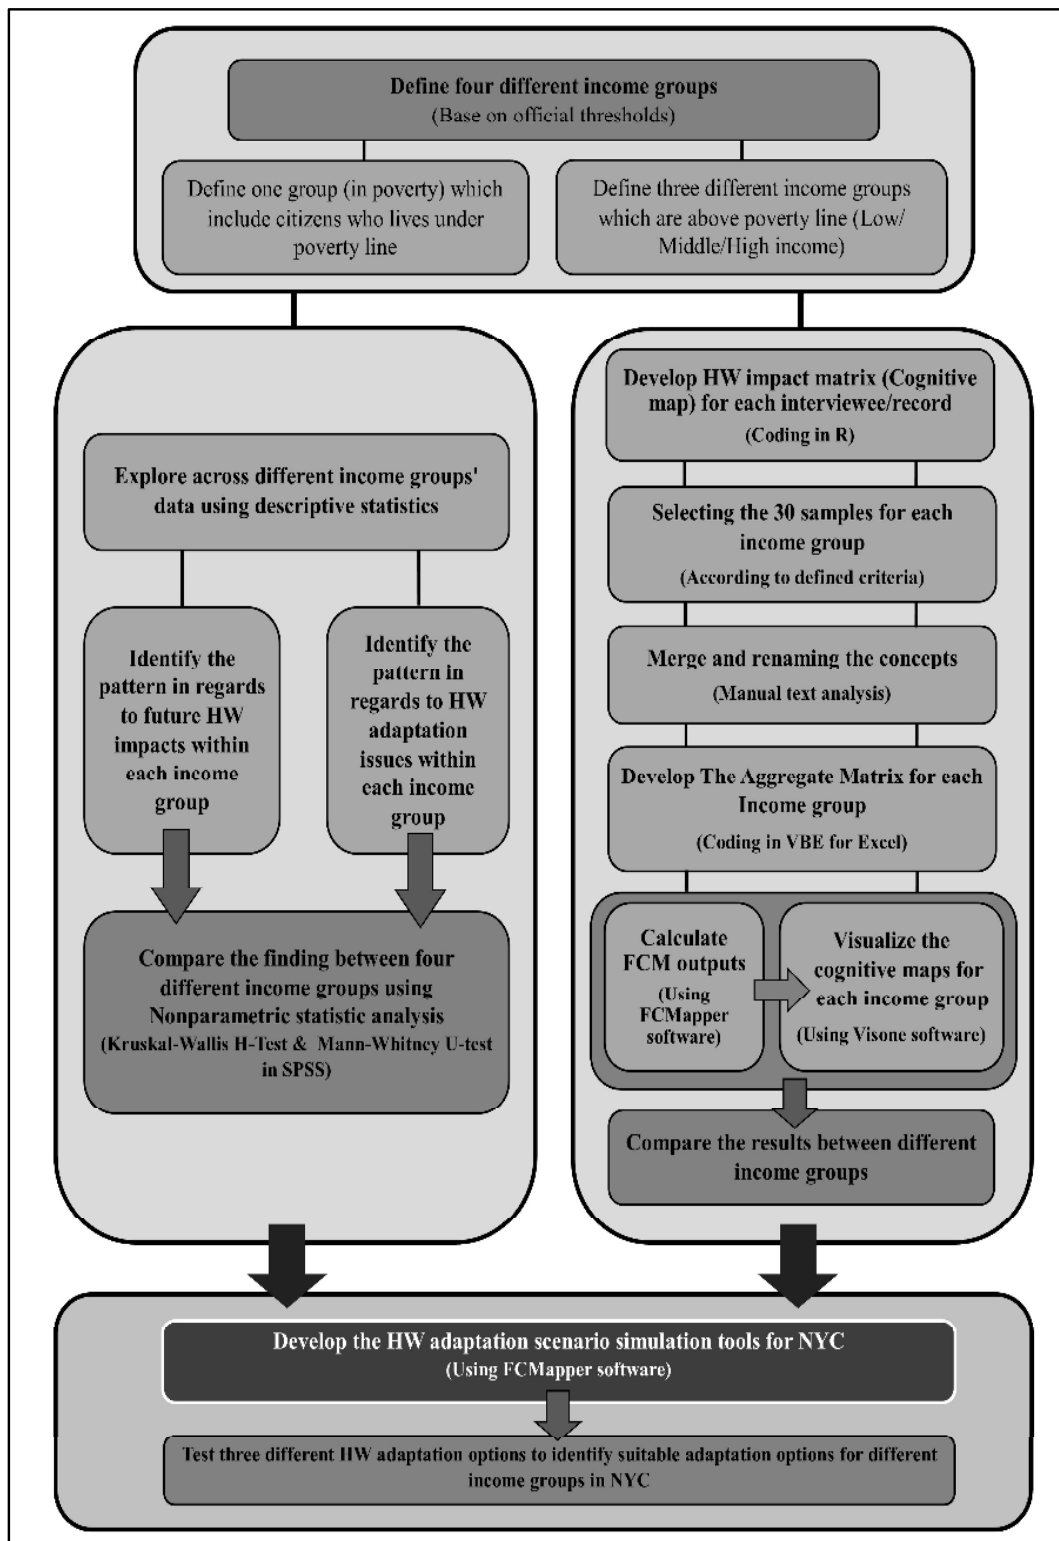 Define four different income groups
(Base on official thresholds)
Define one group (in poverty) which
include citizens who lives under
poverty line
Define three different income groups
which are above poverty line (Low/
Middle/High income)
Explore across different income groups'
data using descriptive statistics
Identify the
pattern in regards
to future HW
impacts within
each income
group
Identify the
pattern in
regards to HW
adaptation
issues within
each income
group
Compare the finding between four
different income groups using
Nonparametric statistic analysis
(Kruskal-Wallis H-Test & Mann-Whitney U-test
in SPSS)
Develop HW impact matrix (Cognitive
map) for each interviewee/record
(Coding in R)
Selecting the 30 samples for each
income group
(According to defined criteria)
Merge and renaming the concepts
(Manual text analysis)
Develop The Aggregate Matrix for each
Income group
(Coding in VBE for Excel)
Calculate
FCM outputs
(Using
FCMapper
software)
Visualize the
cognitive maps for
each income group
(Using Visone software)
Compare the results between different
income groups
Develop the HW adaptation scenario simulation tools for NYC
(Using FCMapper software)
Test three different HW adaptation options to identify suitable adaptation options for different
income groups in NYC